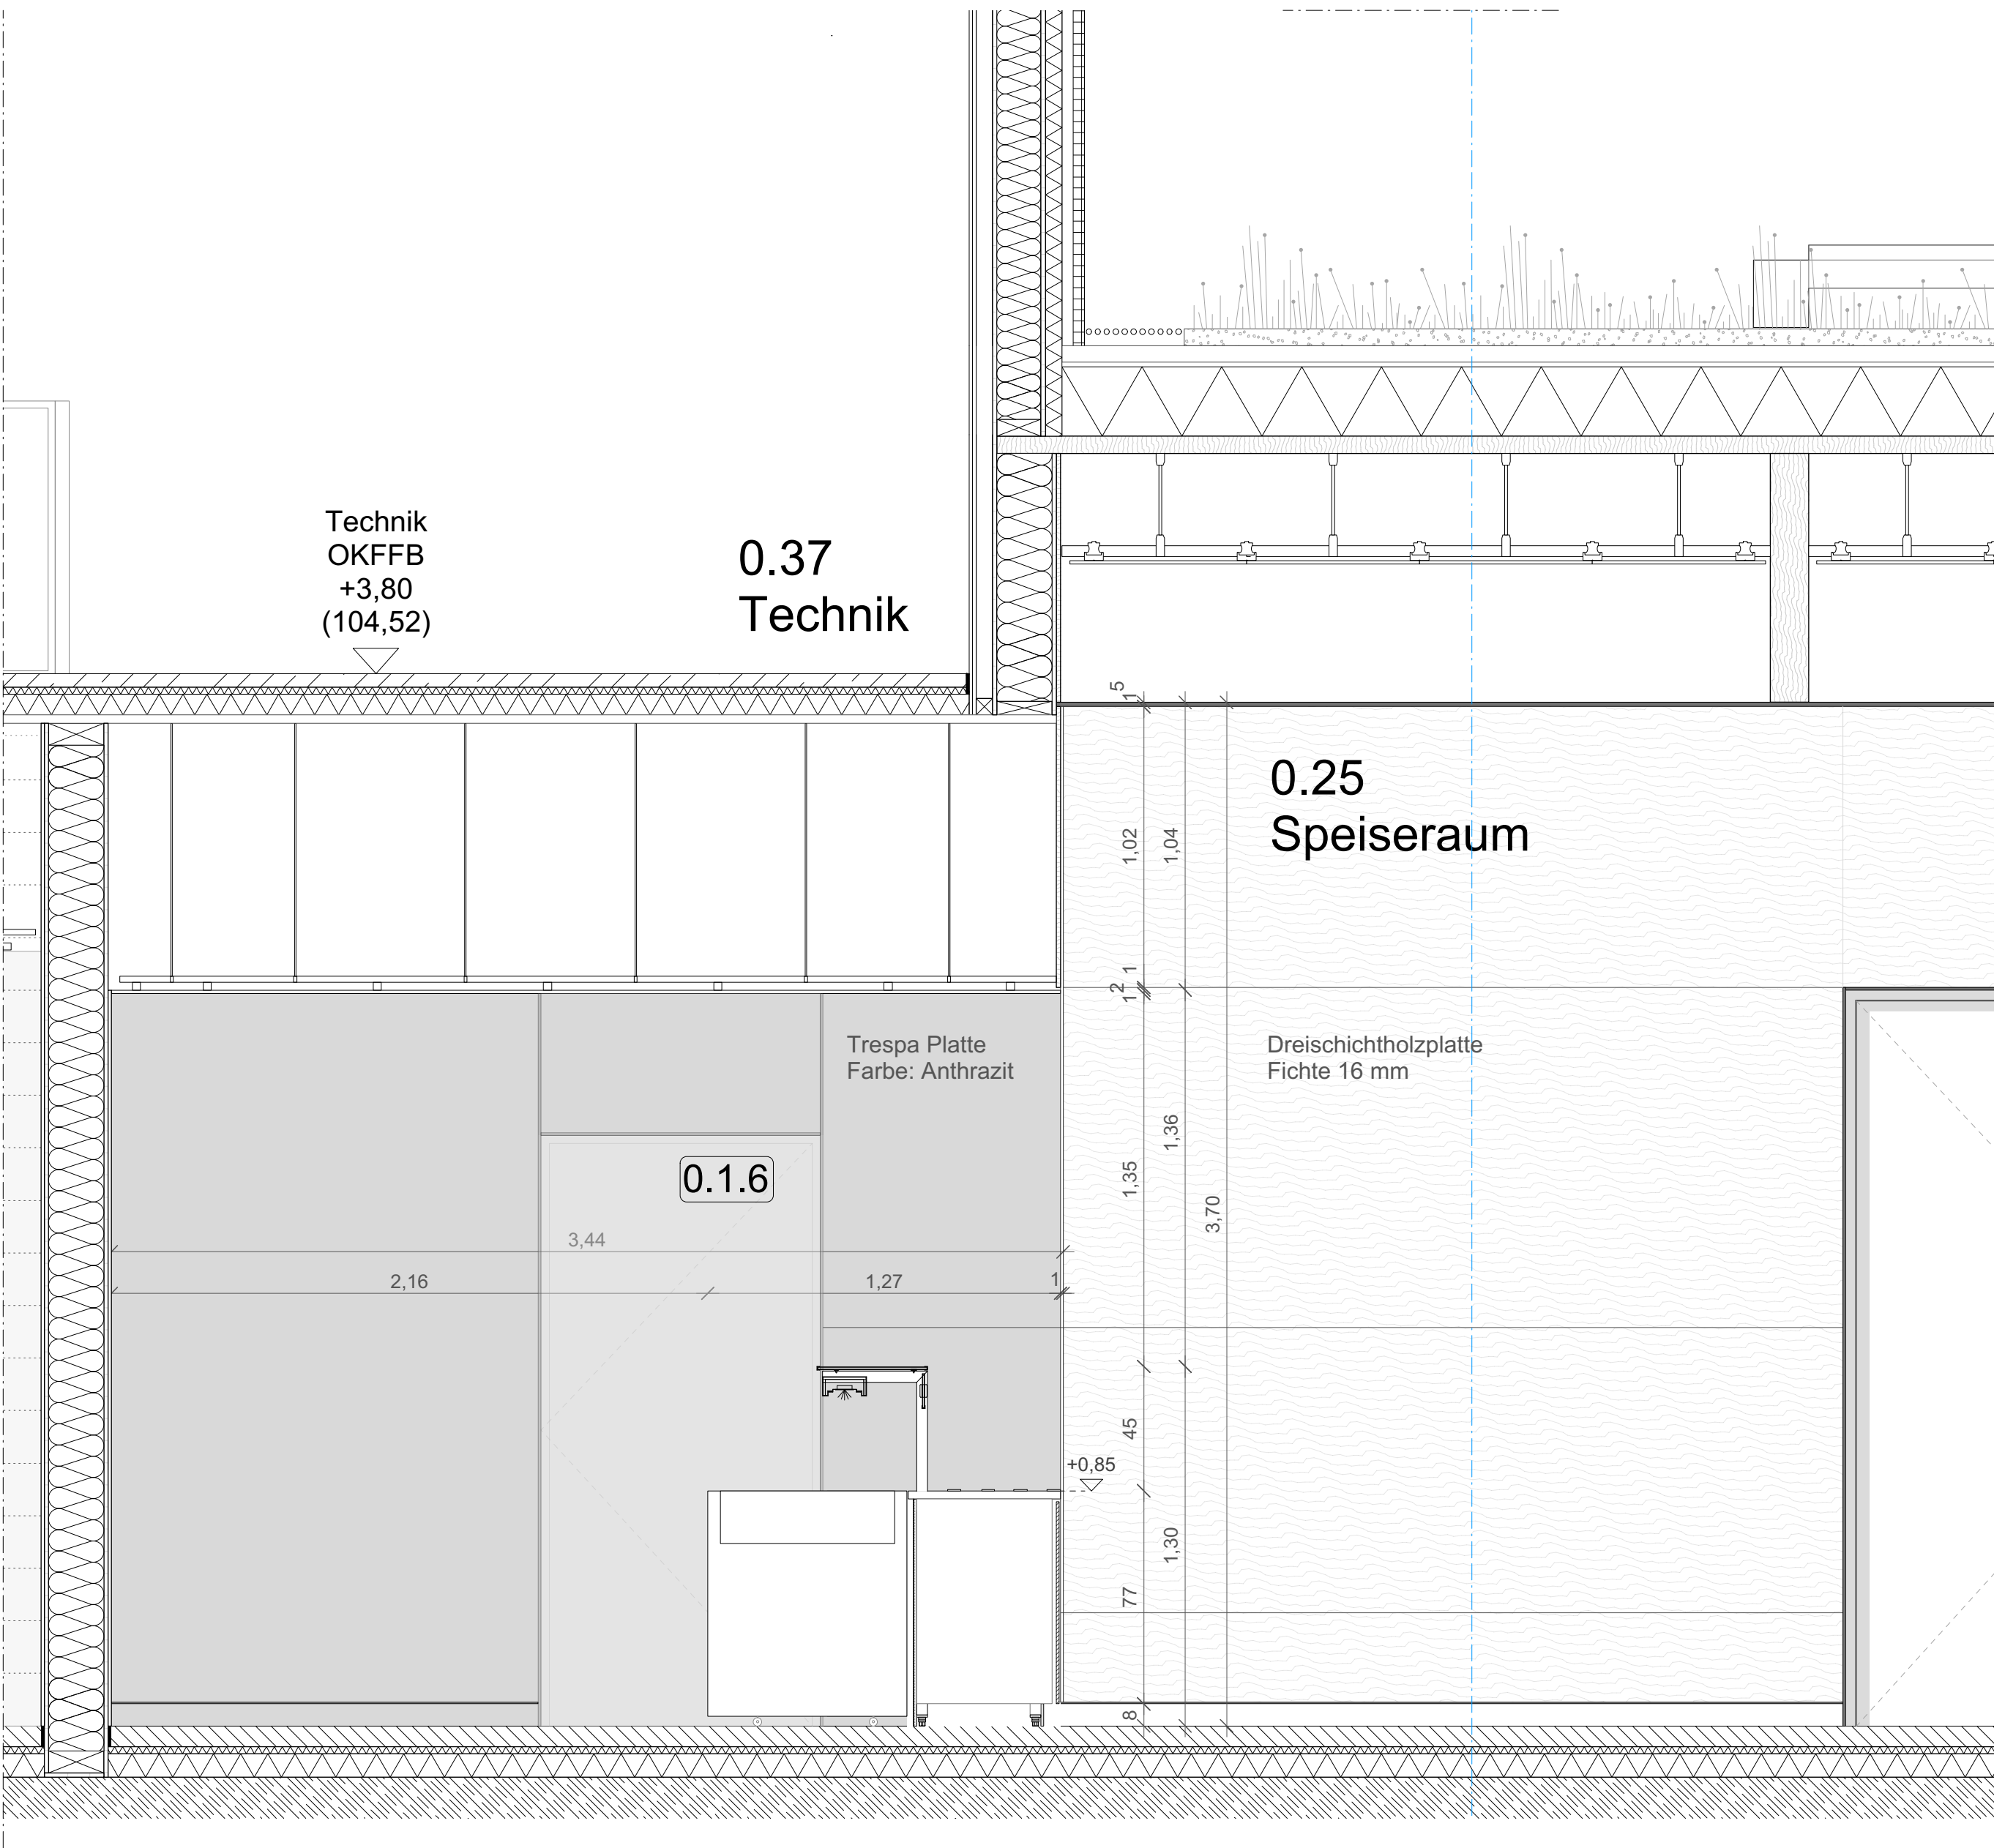 Technik
OKFFB
+3,80
(104,52)
0.37
Technik
1 5
0.25
Speiseraum
1,02
1,04
1
2
1
Trespa Platte
Farbe: Anthrazit
Dreischichtholzplatte
Fichte 16 mm
1,36
1,35
3,70
0.1.6
3,44
2,16
1,27
1
45
+0,85
1,30
77
8